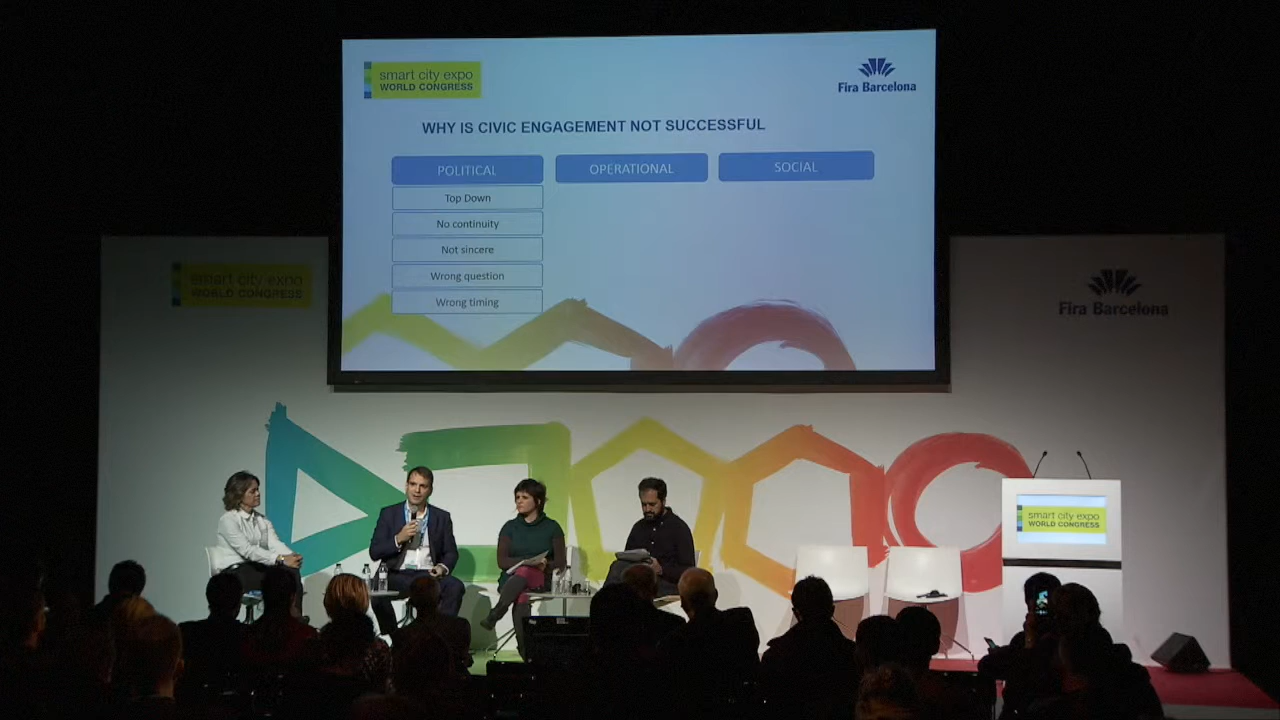 smart city expo
WORLD CONGRESS
Fira Barcelona
WHY IS CIVIC ENGAGEMENT NOT SUCCESSFUL
POLITICAL
OPERATIONAL
SOCIAL
Top Down
No continuity
Not sincere
Wrong question
Wrong timing
smart city expo
WORLD CONGRESS
Fira Barcelona
smart city expo
WORLD CONGRESS